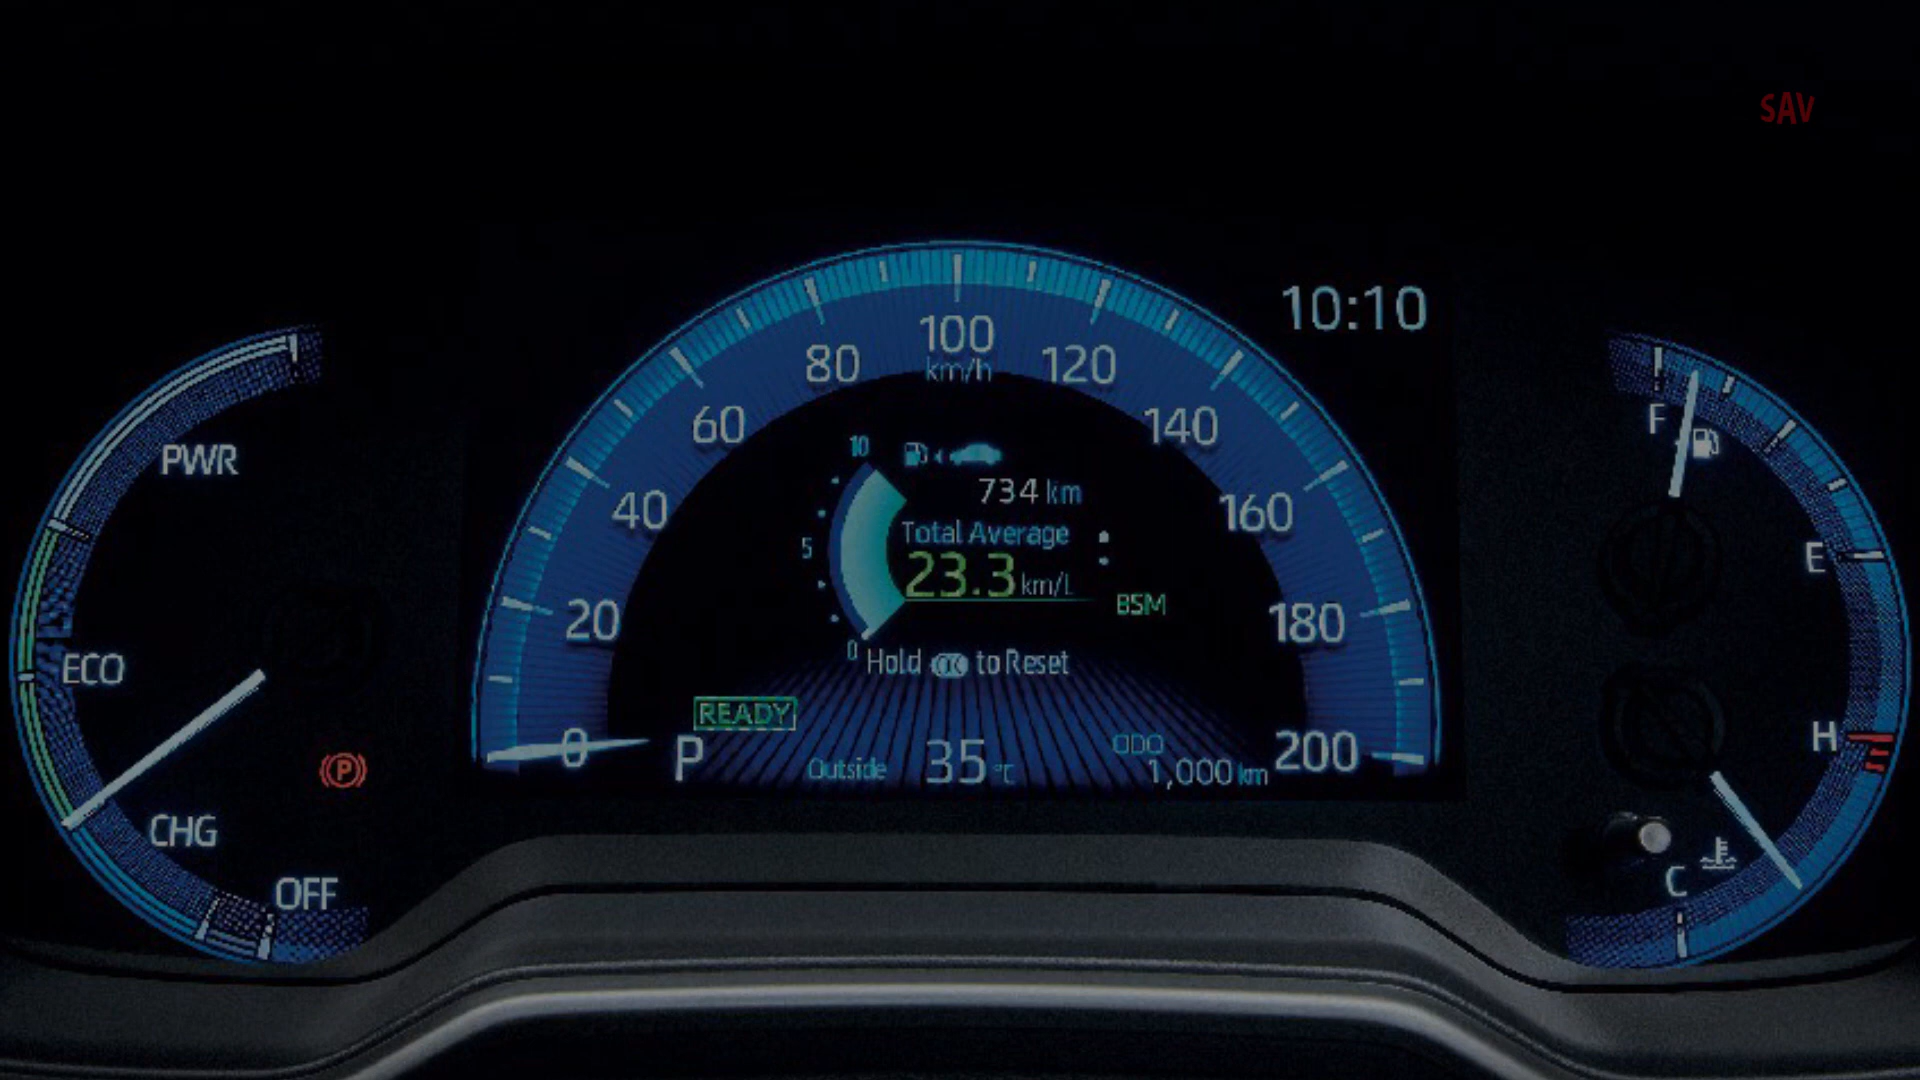 SAV
10:10
PWR
ECO
CHG
OFF
0
20
40
60
80
100
km/h
120
140
160
180
200
10
5
0
734 km
Total Average
23.3 km/L
BSM
Hold OK to Reset
READY
P
Outside 35 °C
ODO
1,000 km
F
E
H
C
(P)